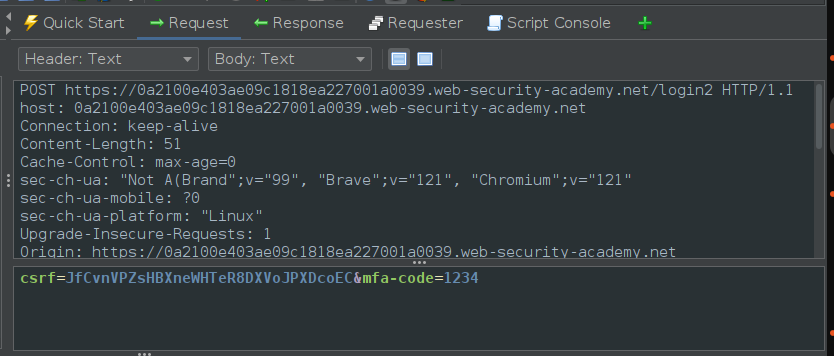 Quick Start Request Response Requester Script Console
Header: Text Body: Text
POST https://0a2100e403ae09c1818ea227001a0039.web-security-academy.net/login2 HTTP/1.1
host: 0a2100e403ae09c1818ea227001a0039.web-security-academy.net
Connection: keep-alive
Content-Length: 51
Cache-Control: max-age=0
sec-ch-ua: "Not A(Brand";v="99", "Brave";v="121", "Chromium";v="121"
sec-ch-ua-mobile: ?0
sec-ch-ua-platform: "Linux"
Upgrade-Insecure-Requests: 1
Origin: https://0a2100e403ae09c1818ea227001a0039.web-security-academy.net
csrf=JfCvnVPZsHBXneWHTeR8DXVoJPXDcoEC&mfa-code=1234